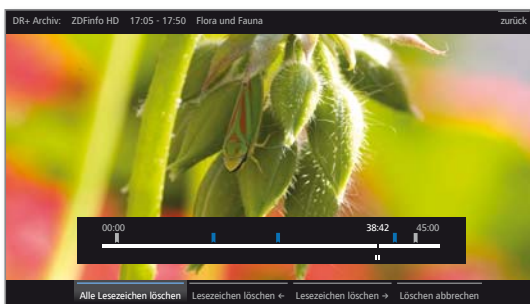 DR+ Archiv: ZDFinfo HD 17:05 - 17:50 Flora und Fauna zurück
00:00 38:42 45:00
Alle Lesezeichen löschen Lesezeichen löschen ← Lesezeichen löschen → Löschen abbrechen